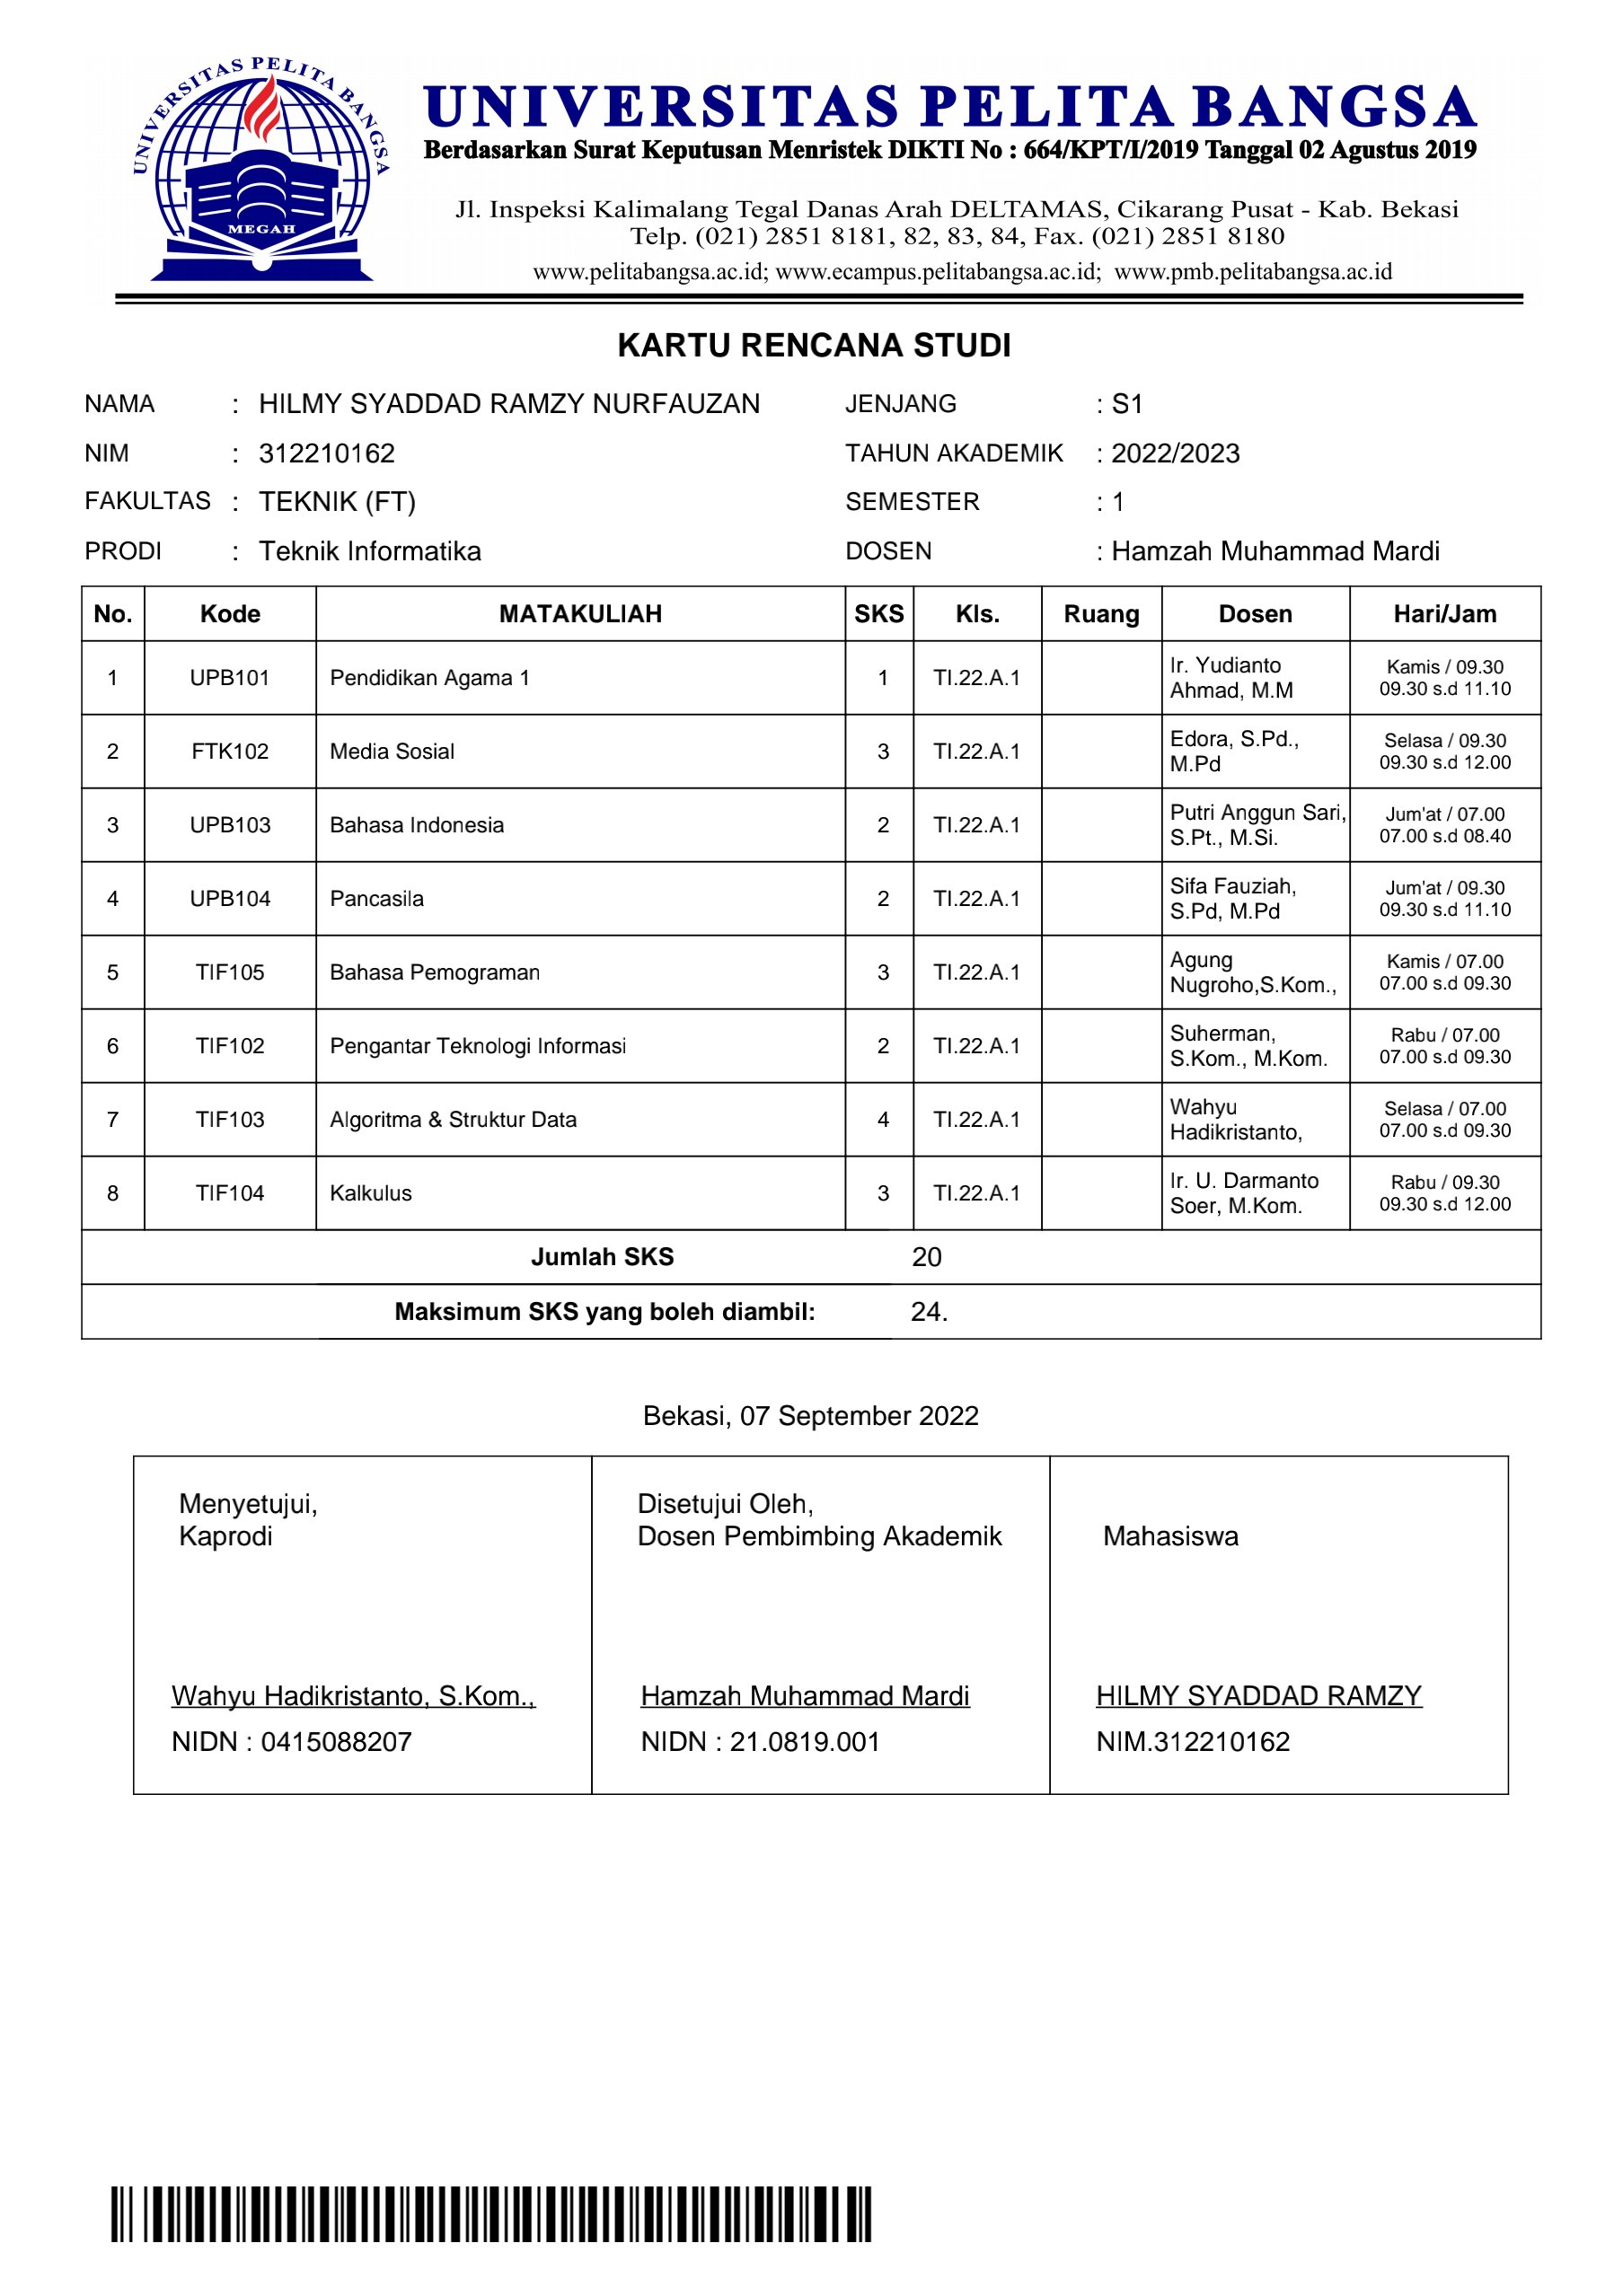 UNIVERSITAS PELITA BANGSA
MEGAH
UNIVERSITAS PELITA BANGSA
Berdasarkan Surat Keputusan Menristek DIKTI No : 664/KPT/I/2019 Tanggal 02 Agustus 2019
Jl. Inspeksi Kalimalang Tegal Danas Arah DELTAMAS, Cikarang Pusat - Kab. Bekasi
Telp. (021) 2851 8181, 82, 83, 84, Fax. (021) 2851 8180
www.pelitabangsa.ac.id; www.ecampus.pelitabangsa.ac.id; www.pmb.pelitabangsa.ac.id
KARTU RENCANA STUDI
NAMA : HILMY SYADDAD RAMZY NURFAUZAN JENJANG : S1
NIM : 312210162 TAHUN AKADEMIK : 2022/2023
FAKULTAS : TEKNIK (FT) SEMESTER : 1
PRODI : Teknik Informatika DOSEN : Hamzah Muhammad Mardi
No. Kode MATAKULIAH SKS Kls. Ruang Dosen Hari/Jam
1 UPB101 Pendidikan Agama 1 1 TI.22.A.1 Ir. Yudianto Kamis / 09.30
Ahmad, M.M 09.30 s.d 11.10
2 FTK102 Media Sosial 3 TI.22.A.1 Edora, S.Pd., Selasa / 09.30
M.Pd 09.30 s.d 12.00
3 UPB103 Bahasa Indonesia 2 TI.22.A.1 Putri Anggun Sari, Jum'at / 07.00
S.Pt., M.Si. 07.00 s.d 08.40
4 UPB104 Pancasila 2 TI.22.A.1 Sifa Fauziah, Jum'at / 09.30
S.Pd, M.Pd 09.30 s.d 11.10
5 TIF105 Bahasa Pemograman 3 TI.22.A.1 Agung Kamis / 07.00
Nugroho,S.Kom., 07.00 s.d 09.30
6 TIF102 Pengantar Teknologi Informasi 2 TI.22.A.1 Suherman, Rabu / 07.00
S.Kom., M.Kom. 07.00 s.d 09.30
7 TIF103 Algoritma & Struktur Data 4 TI.22.A.1 Wahyu Selasa / 07.00
Hadikristanto, 07.00 s.d 09.30
8 TIF104 Kalkulus 3 TI.22.A.1 Ir. U. Darmanto Rabu / 09.30
Soer, M.Kom. 09.30 s.d 12.00
Jumlah SKS 20
Maksimum SKS yang boleh diambil: 24.
Bekasi, 07 September 2022
Menyetujui, Disetujui Oleh,
Kaprodi Dosen Pembimbing Akademik Mahasiswa
Wahyu Hadikristanto, S.Kom., Hamzah Muhammad Mardi HILMY SYADDAD RAMZY
NIDN : 0415088207 NIDN : 21.0819.001 NIM.312210162